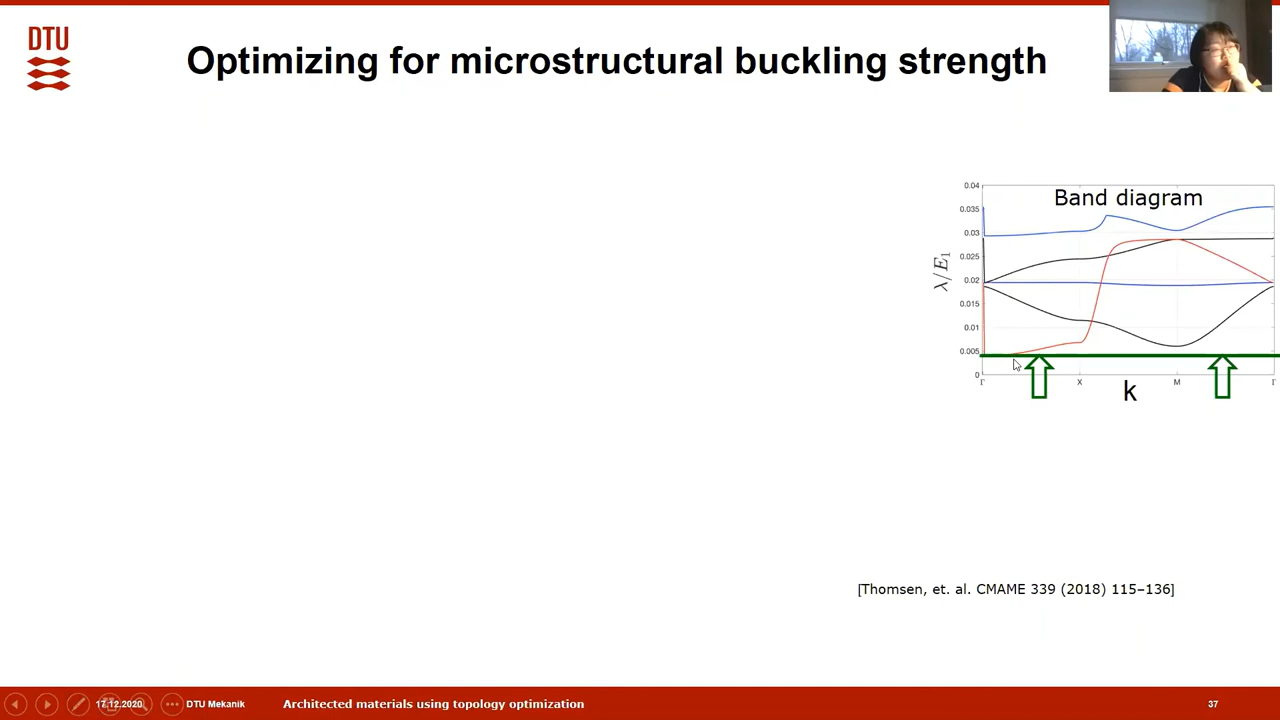 DTU
Optimizing for microstructural buckling strength
Band diagram
0.04
0.035
0.03
0.025
0.02
0.015
0.01
0.005
0
λ/E₁
Γ X M Γ
k
[Thomsen, et. al. CMAME 339 (2018) 115–136]
17.12.2020 DTU Mekanik Architected materials using topology optimization 37